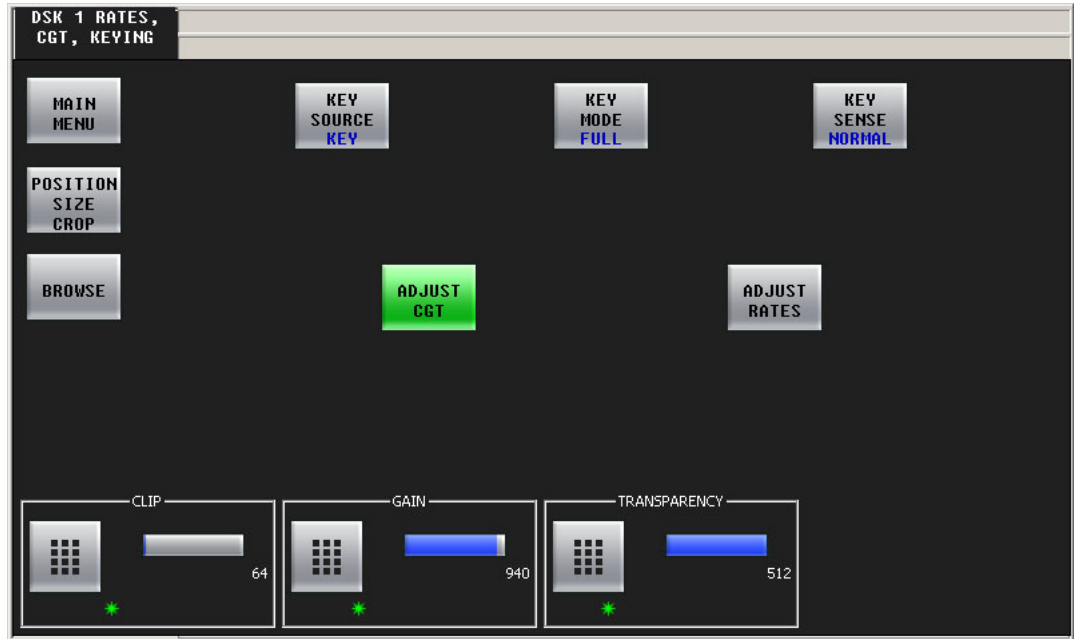 DSK 1 RATES,
CGT, KEYING
MAIN
MENU
KEY
SOURCE
KEY
KEY
MODE
FULL
KEY
SENSE
NORMAL
POSITION
SIZE
CROP
BROWSE
ADJUST
CGT
ADJUST
RATES
CLIP
64
GAIN
940
TRANSPARENCY
512